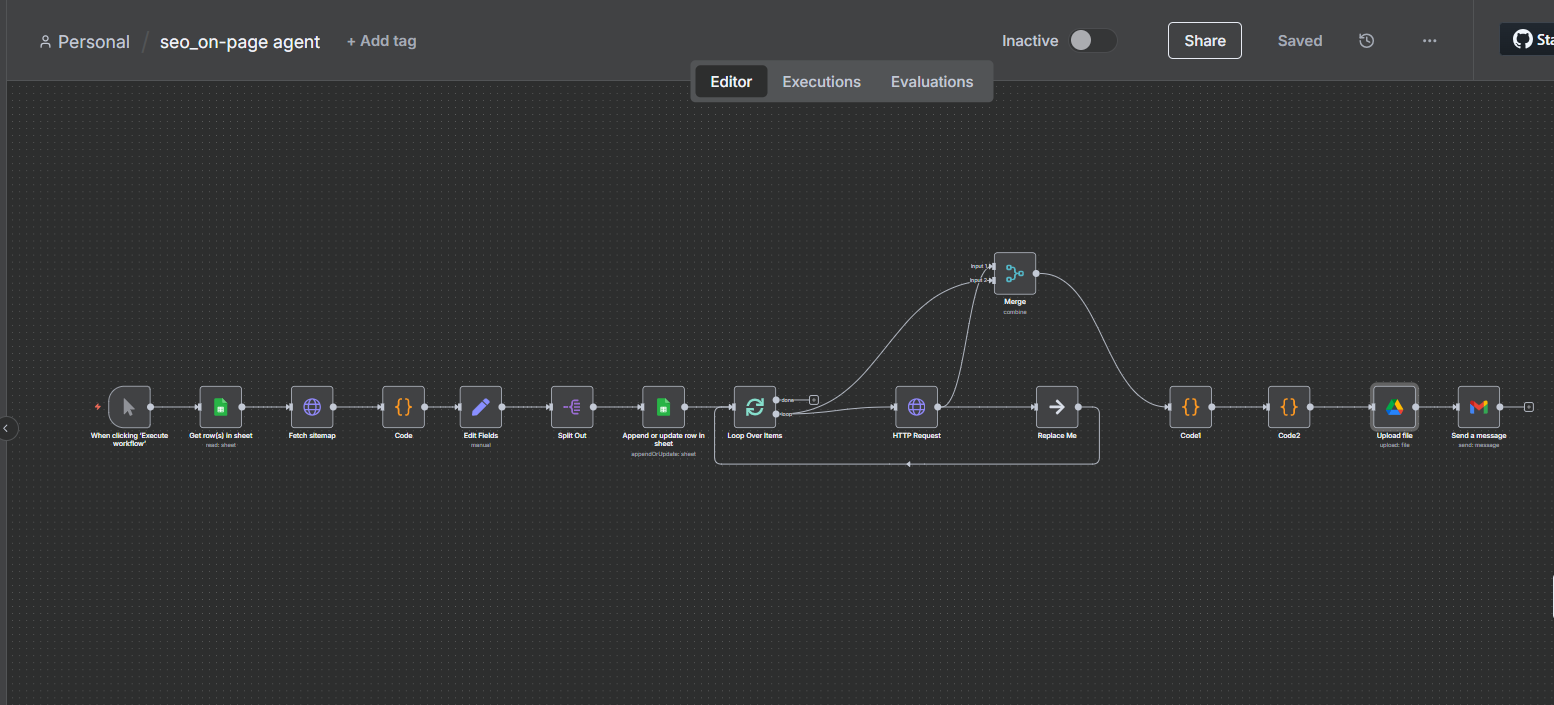 Personal / seo_on-page agent + Add tag
Inactive
Share
Saved
Sta
Editor
Executions
Evaluations
Input 1
Input 2
Merge
combine
done
loop
When clicking 'Execute
workflow'
Get row(s) in sheet
read: sheet
Fetch sitemap
Code
Edit Fields
manual
Split Out
Append or update row in
sheet
appendOrUpdate: sheet
Loop Over Items
HTTP Request
Replace Me
Code1
Code2
Upload file
upload: file
Send a message
send: message